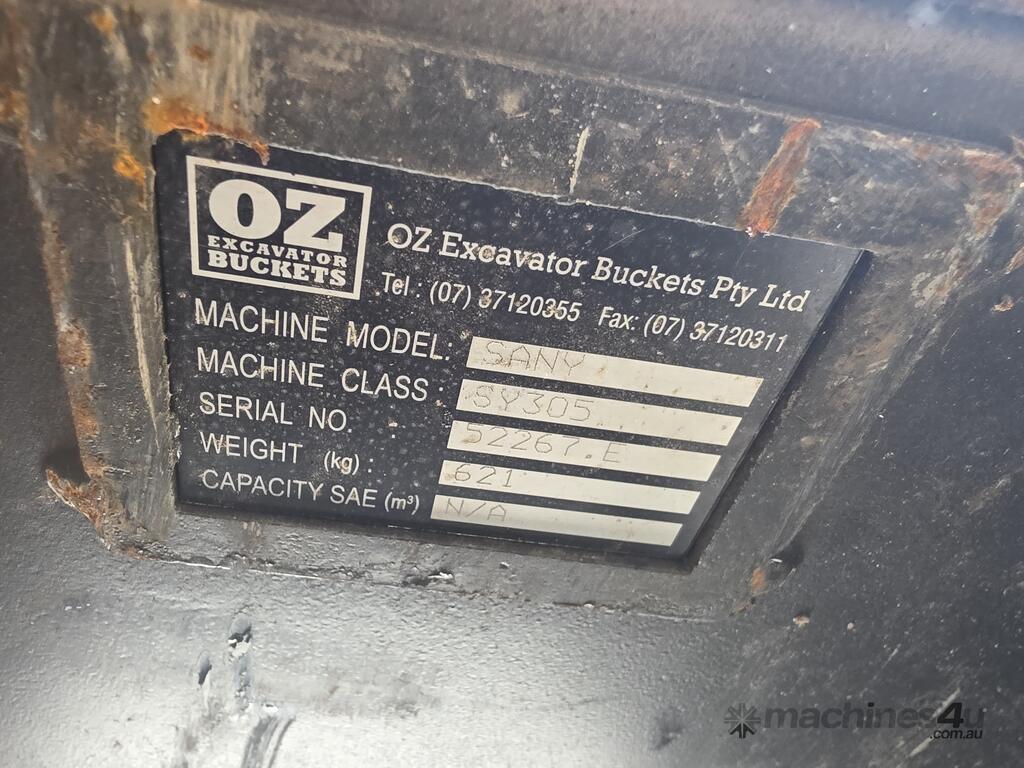 OZ
EXCAVATOR
BUCKETS
OZ Excavator Buckets Pty Ltd
Tel : (07) 37120355 Fax: (07) 37120311
MACHINE MODEL: SANY
MACHINE CLASS : SY305
SERIAL NO. : 52267.E
WEIGHT (kg) : 621
CAPACITY SAE (m³) N/A
machines4u
.com.au